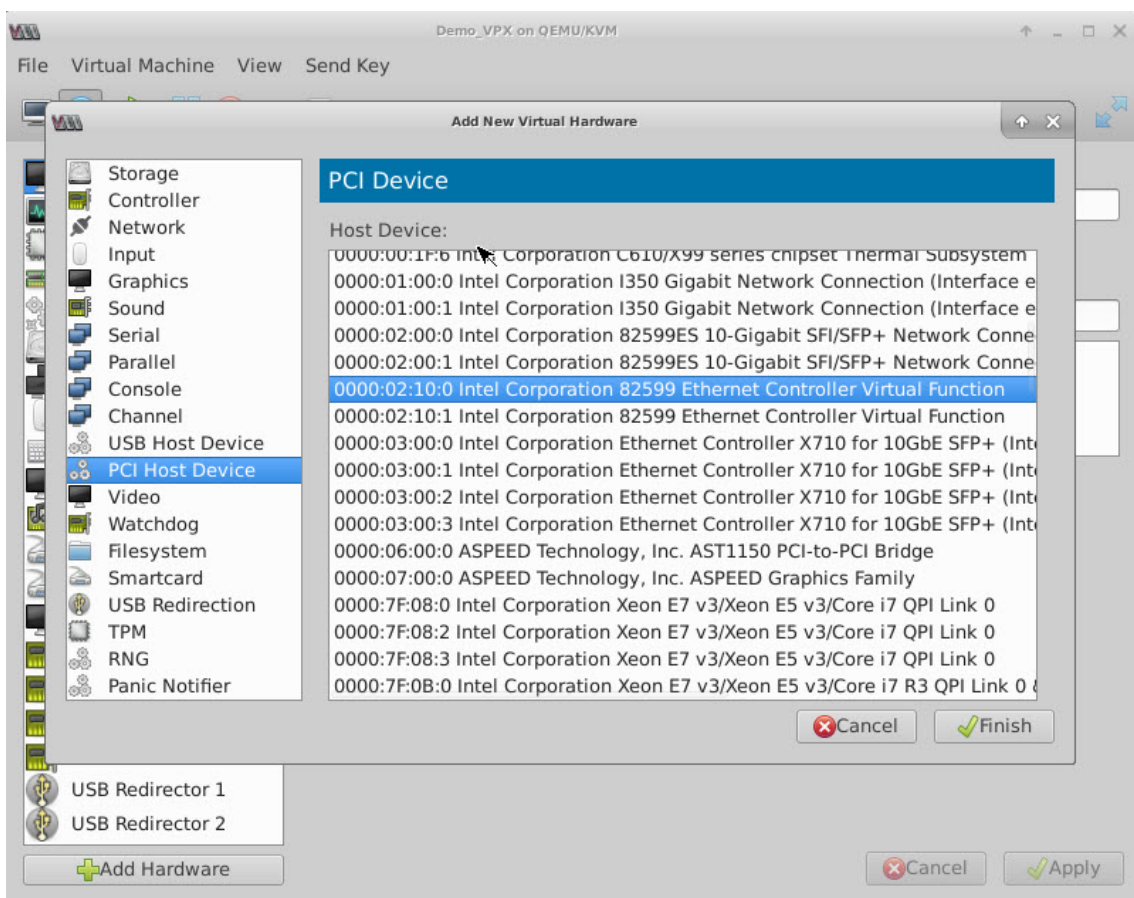 Demo_VPX on QEMU/KVM
File Virtual Machine View Send Key
Add New Virtual Hardware
Storage
Controller
Network
Input
Graphics
Sound
Serial
Parallel
Console
Channel
USB Host Device
PCI Host Device
Video
Watchdog
Filesystem
Smartcard
USB Redirection
TPM
RNG
Panic Notifier
PCI Device
Host Device:
0000:00:1F:6 Intel Corporation C610/X99 series chipset Thermal Subsystem
0000:01:00:0 Intel Corporation I350 Gigabit Network Connection (Interface e
0000:01:00:1 Intel Corporation I350 Gigabit Network Connection (Interface e
0000:02:00:0 Intel Corporation 82599ES 10-Gigabit SFI/SFP+ Network Conne
0000:02:00:1 Intel Corporation 82599ES 10-Gigabit SFI/SFP+ Network Conne
0000:02:10:0 Intel Corporation 82599 Ethernet Controller Virtual Function
0000:02:10:1 Intel Corporation 82599 Ethernet Controller Virtual Function
0000:03:00:0 Intel Corporation Ethernet Controller X710 for 10GbE SFP+ (Int
0000:03:00:1 Intel Corporation Ethernet Controller X710 for 10GbE SFP+ (Int
0000:03:00:2 Intel Corporation Ethernet Controller X710 for 10GbE SFP+ (Int
0000:03:00:3 Intel Corporation Ethernet Controller X710 for 10GbE SFP+ (Int
0000:06:00:0 ASPEED Technology, Inc. AST1150 PCI-to-PCI Bridge
0000:07:00:0 ASPEED Technology, Inc. ASPEED Graphics Family
0000:7F:08:0 Intel Corporation Xeon E7 v3/Xeon E5 v3/Core i7 QPI Link 0
0000:7F:08:2 Intel Corporation Xeon E7 v3/Xeon E5 v3/Core i7 QPI Link 0
0000:7F:08:3 Intel Corporation Xeon E7 v3/Xeon E5 v3/Core i7 QPI Link 0
0000:7F:0B:0 Intel Corporation Xeon E7 v3/Xeon E5 v3/Core i7 R3 QPI Link 0 &
Cancel Finish
USB Redirector 1
USB Redirector 2
Add Hardware
Cancel Apply